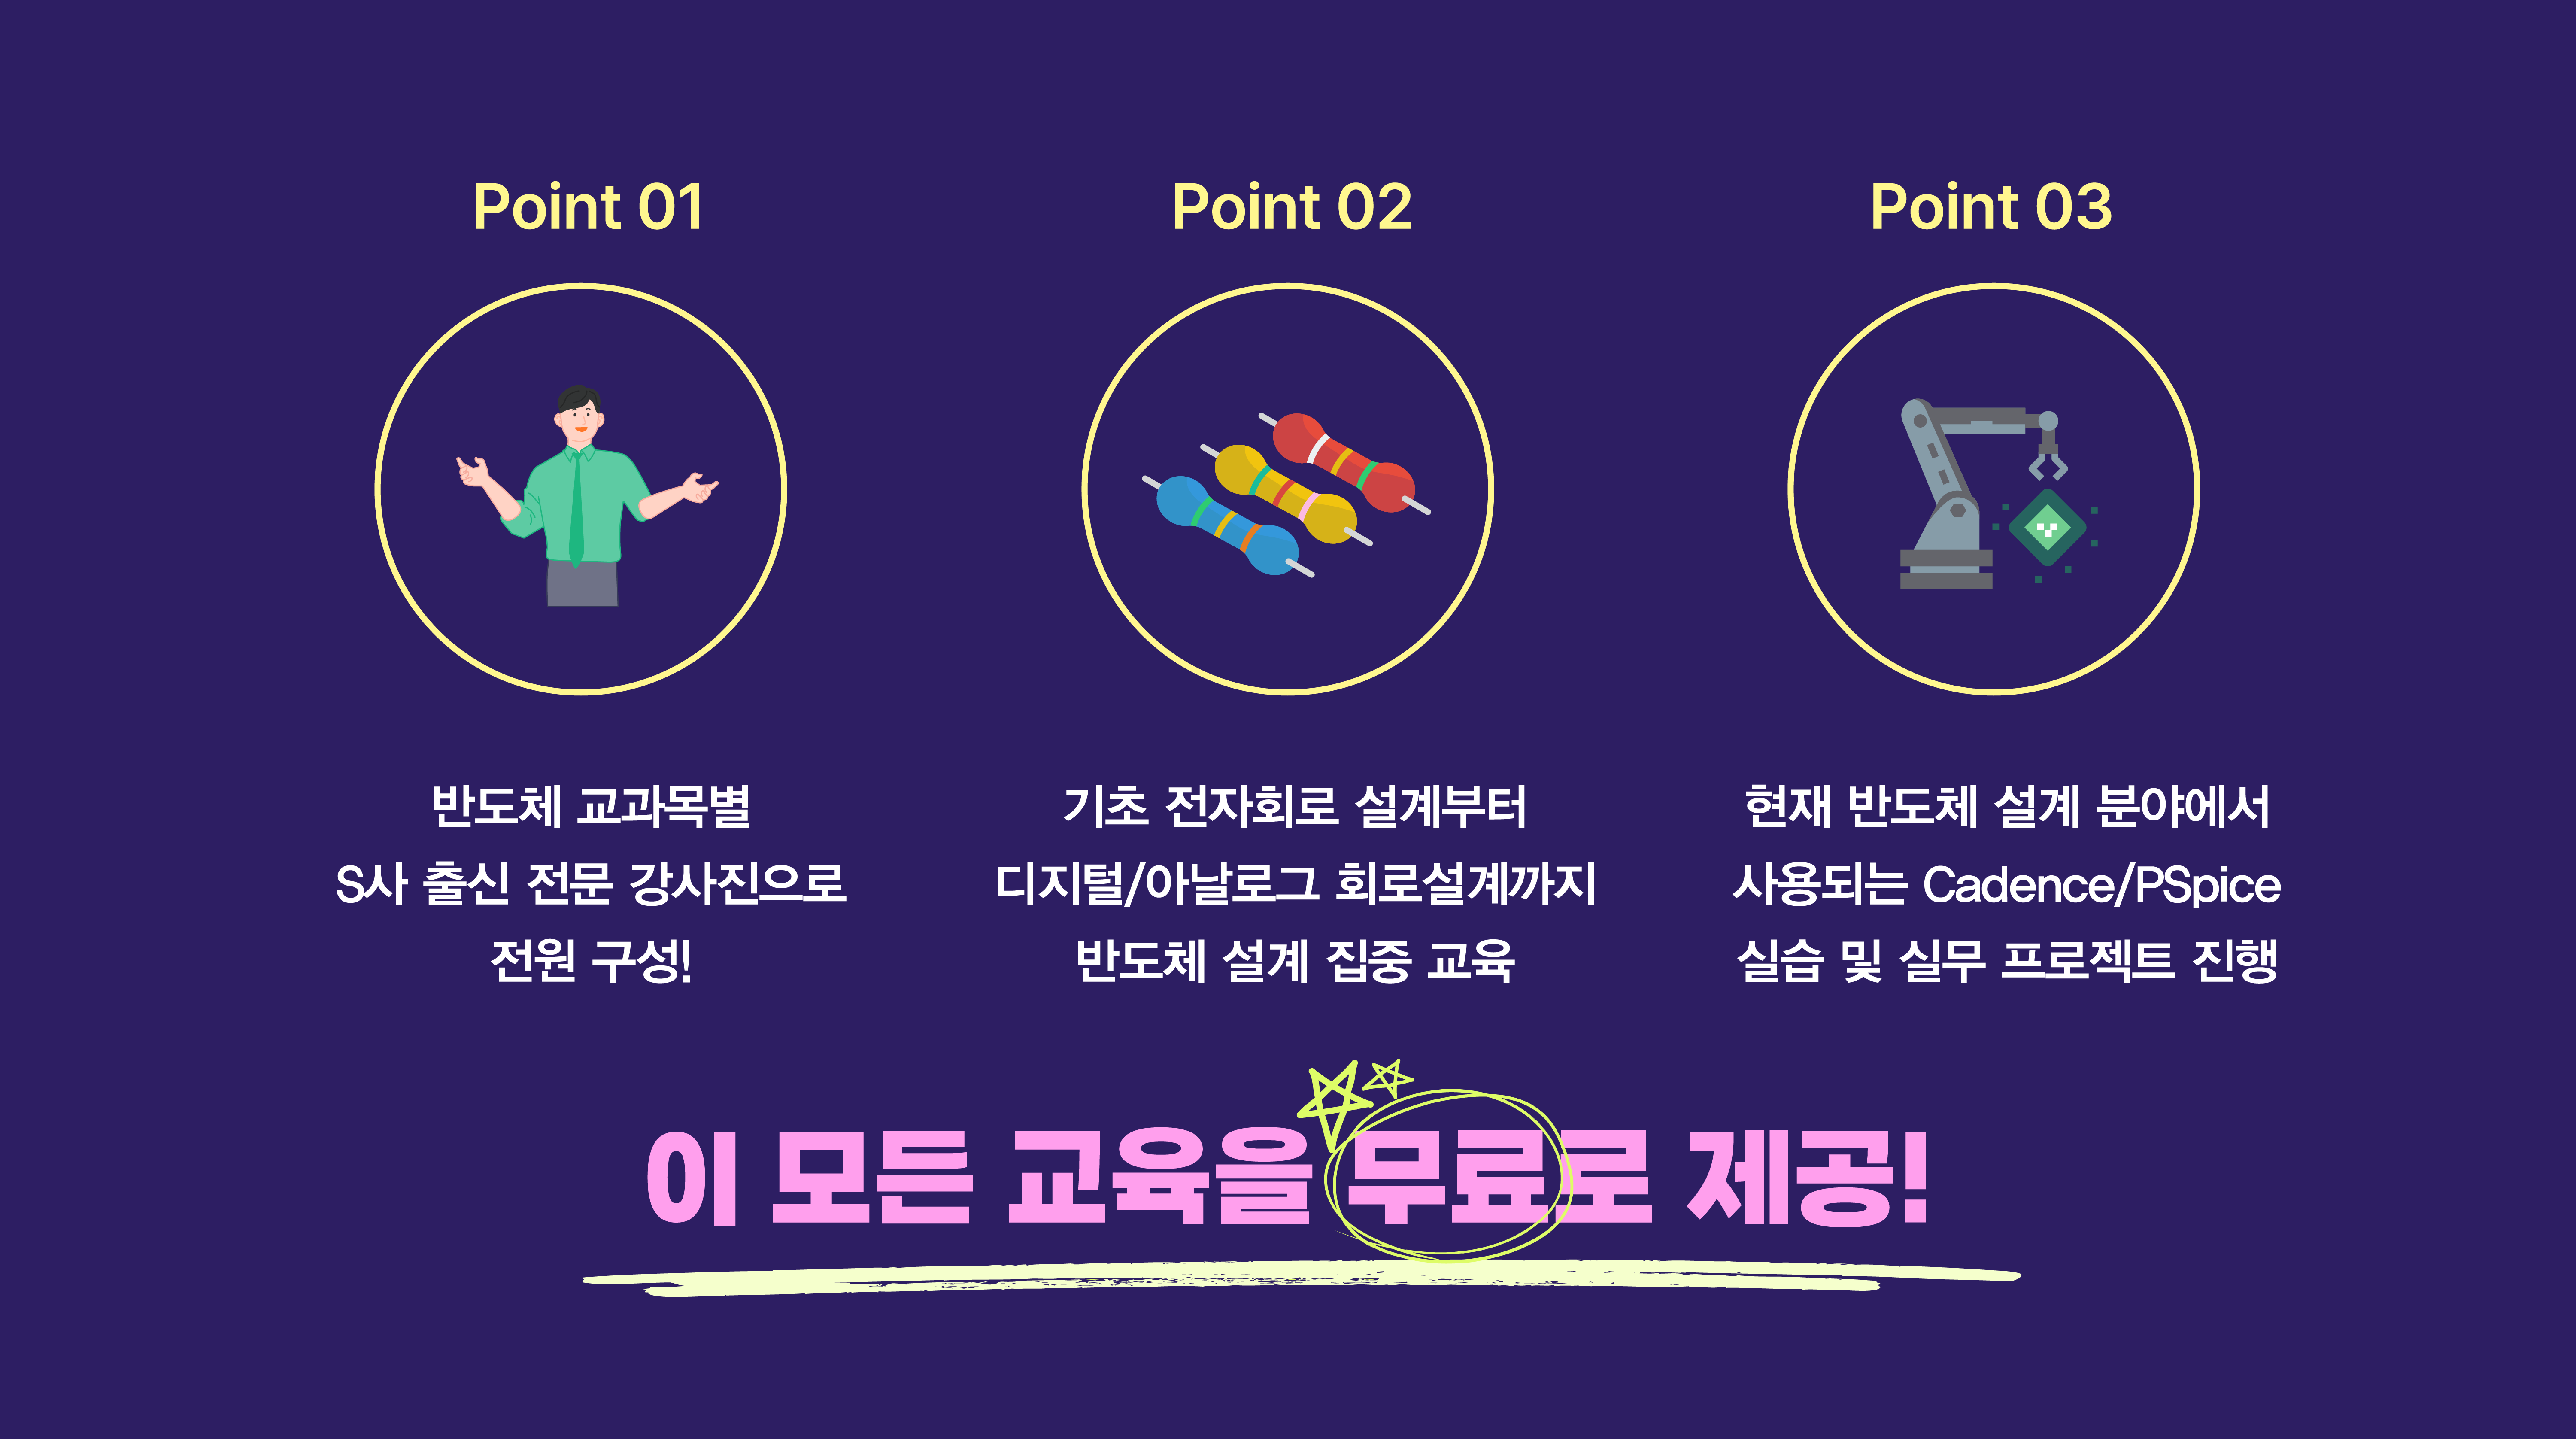 Point 01
반도체 교과목별
S사 출신 전문 강사진으로
전원 구성!
Point 02
기초 전자회로 설계부터
디지털/아날로그 회로설계까지
반도체 설계 집중 교육
Point 03
현재 반도체 설계 분야에서
사용되는 Cadence/PSpice
실습 및 실무 프로젝트 진행
이 모든 교육을 무료로 제공!